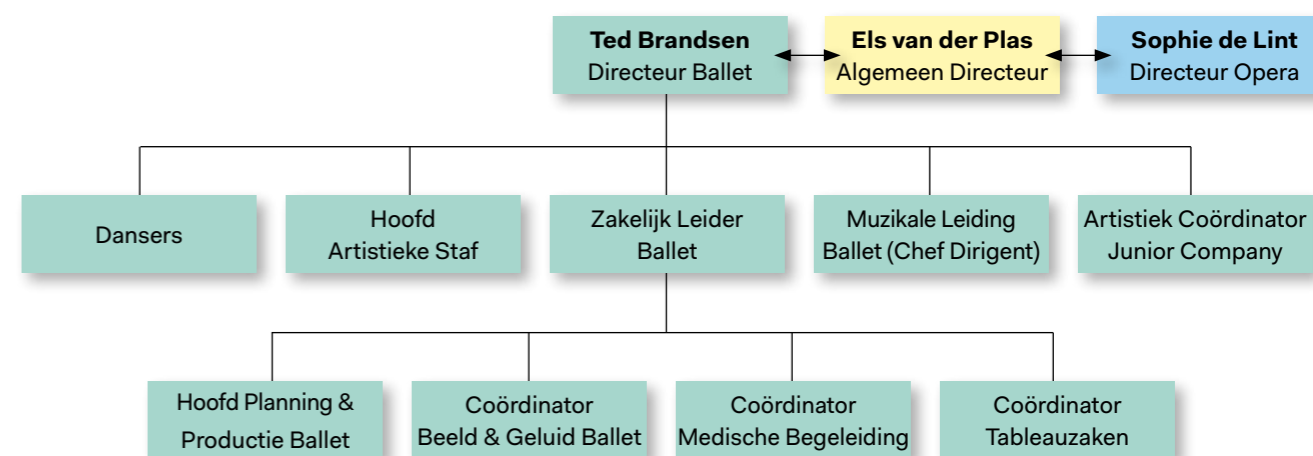 Ted Brandsen
Directeur Ballet
Els van der Plas
Algemeen Directeur
Sophie de Lint
Directeur Opera
Dansers
Hoofd
Artistieke Staf
Zakelijk Leider
Ballet
Muzikale Leiding
Ballet (Chef Dirigent)
Artistiek Coördinator
Junior Company
Hoofd Planning &
Productie Ballet
Coördinator
Beeld & Geluid Ballet
Coördinator
Medische Begeleiding
Coördinator
Tableauzaken